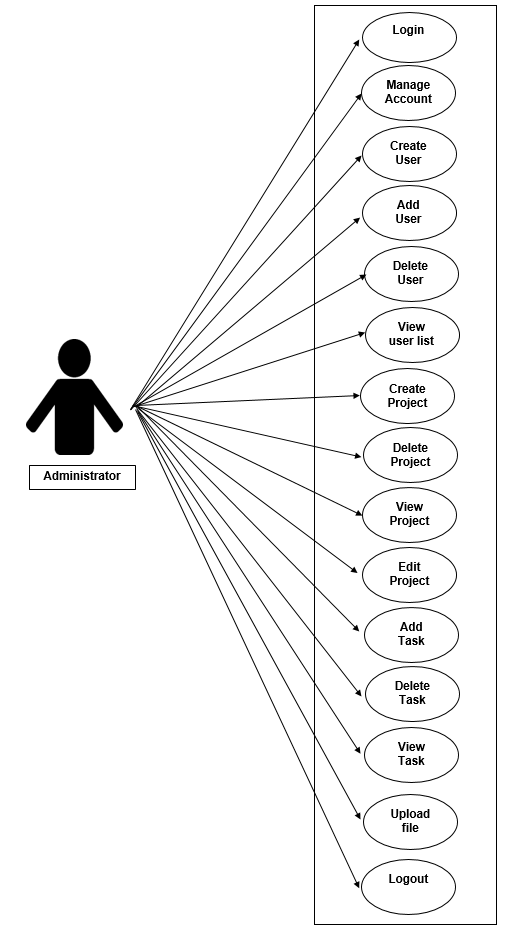 Login
Manage
Account
Create
User
Add
User
Delete
User
View
user list
Create
Project
Delete
Project
View
Project
Edit
Project
Add
Task
Delete
Task
View
Task
Upload
file
Logout
Administrator